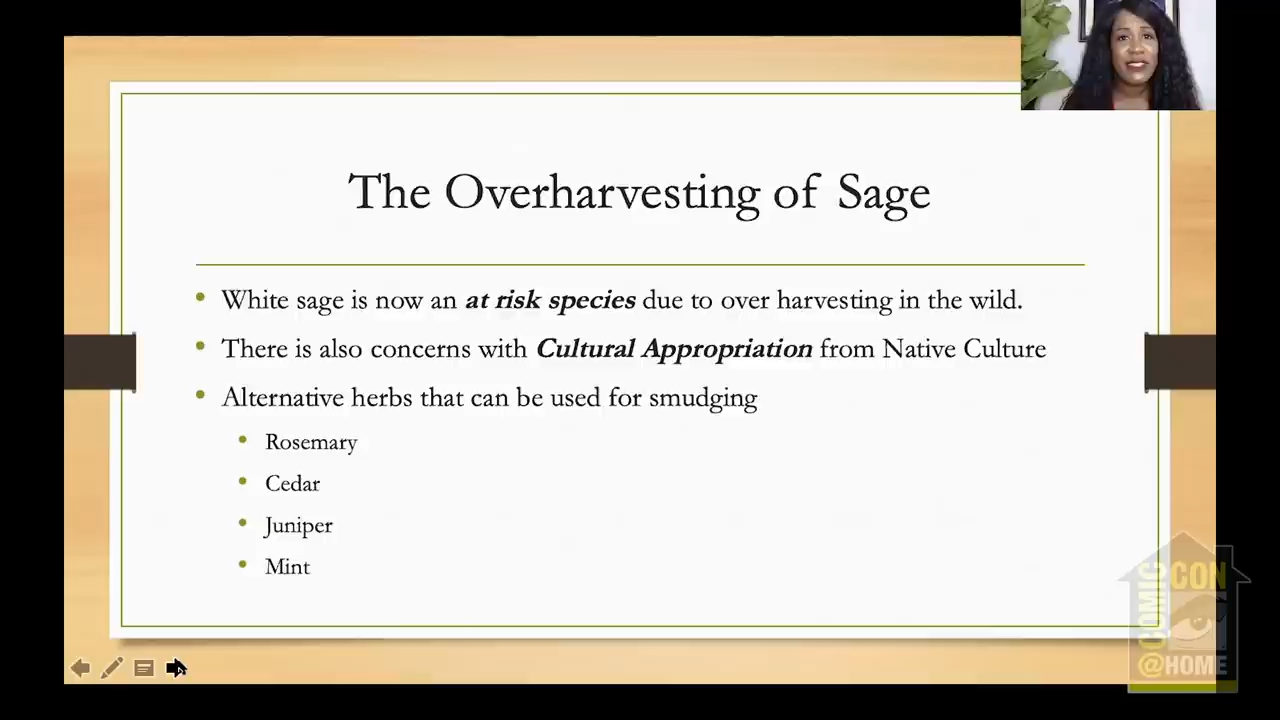 The Overharvesting of Sage
• White sage is now an at risk species due to over harvesting in the wild.
• There is also concerns with Cultural Appropriation from Native Culture
• Alternative herbs that can be used for smudging
• Rosemary
• Cedar
• Juniper
• Mint
COMIC
CON
@HOME